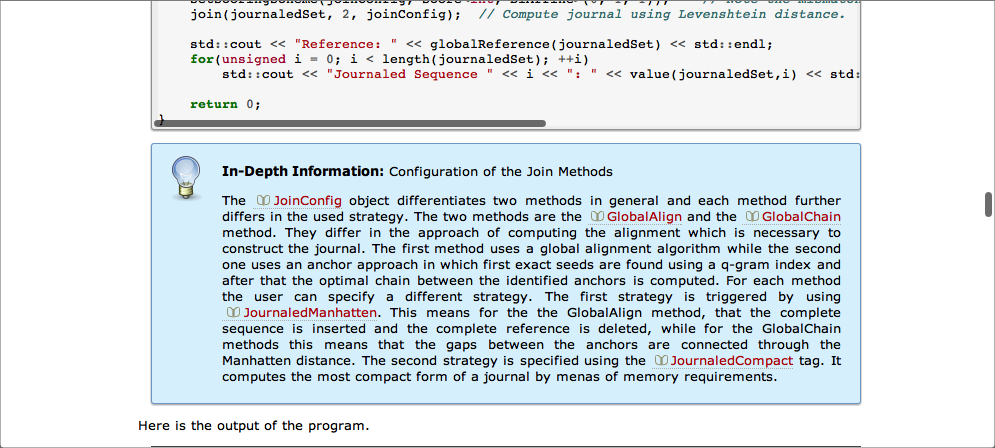 join(journaledSet, 2, joinConfig);  // Compute journal using Levenshtein distance.
std::cout << "Reference: " << globalReference(journaledSet) << std::endl;
for(unsigned i = 0; i < length(journaledSet); ++i)
std::cout << "Journaled Sequence " << i << ": " << value(journaledSet,i) << std:
return 0;
}
In-Depth Information: Configuration of the Join Methods
The JoinConfig object differentiates two methods in general and each method further
differs in the used strategy. The two methods are the GlobalAlign and the GlobalChain
method. They differ in the approach of computing the alignment which is necessary to
construct the journal. The first method uses a global alignment algorithm while the second
one uses an anchor approach in which first exact seeds are found using a q-gram index and
after that the optimal chain between the identified anchors is computed. For each method
the user can specify a different strategy. The first strategy is triggered by using
JournaledManhatten. This means for the the GlobalAlign method, that the complete
sequence is inserted and the complete reference is deleted, while for the GlobalChain
methods this means that the gaps between the anchors are connected through the
Manhatten distance. The second strategy is specified using the JournaledCompact tag. It
computes the most compact form of a journal by menas of memory requirements.
Here is the output of the program.